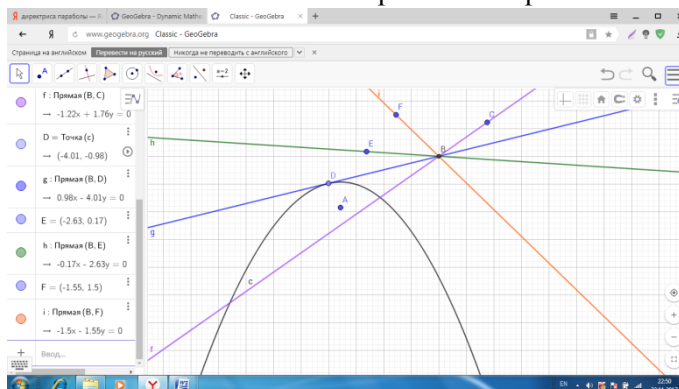 директриса параболы — Я
GeoGebra - Dynamic Mathe
Classic - GeoGebra
www.geogebra.org Classic - GeoGebra
Страница на английском Перевести на русский Никогда не переводить с английского
a=2
f : Прямая (B, C)
→ -1.22x + 1.76y = 0
D = Точка (c)
→ (-4.01, -0.98)
g : Прямая (B, D)
→ 0.98x - 4.01y = 0
E = (-2.63, 0.17)
h : Прямая (B, E)
→ -0.17x - 2.63y = 0
F = (-1.55, 1.5)
i : Прямая (B, F)
→ -1.5x - 1.55y = 0
Ввод...
i
F
C
h
E
B
D
A
g
c
f
EN
22:50